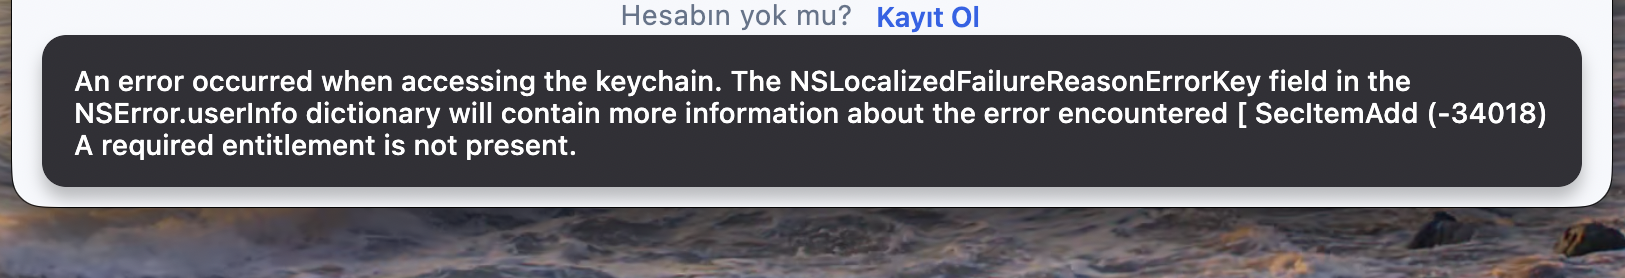 Hesabın yok mu? Kayıt Ol
An error occurred when accessing the keychain. The NSLocalizedFailureReasonErrorKey field in the
NSError.userInfo dictionary will contain more information about the error encountered [ SecItemAdd (-34018)
A required entitlement is not present.